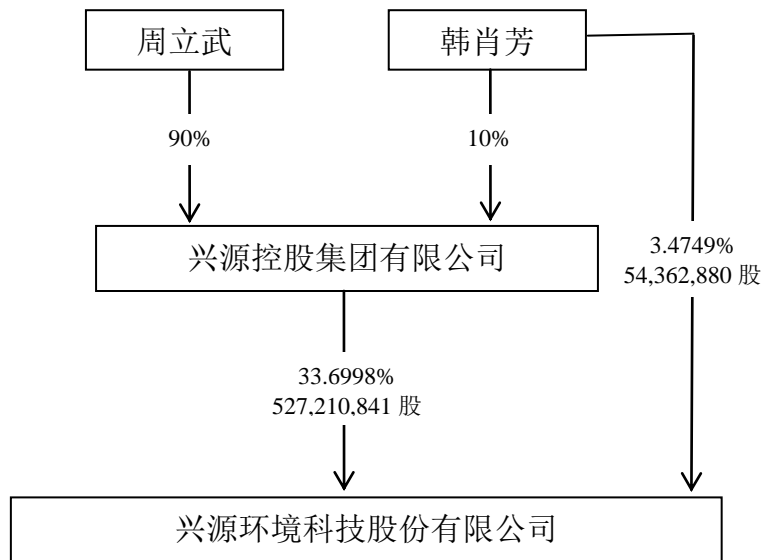 周立武
韩肖芳
90%
10%
兴源控股集团有限公司
3.4749%
54,362,880 股
33.6998%
527,210,841 股
兴源环境科技股份有限公司